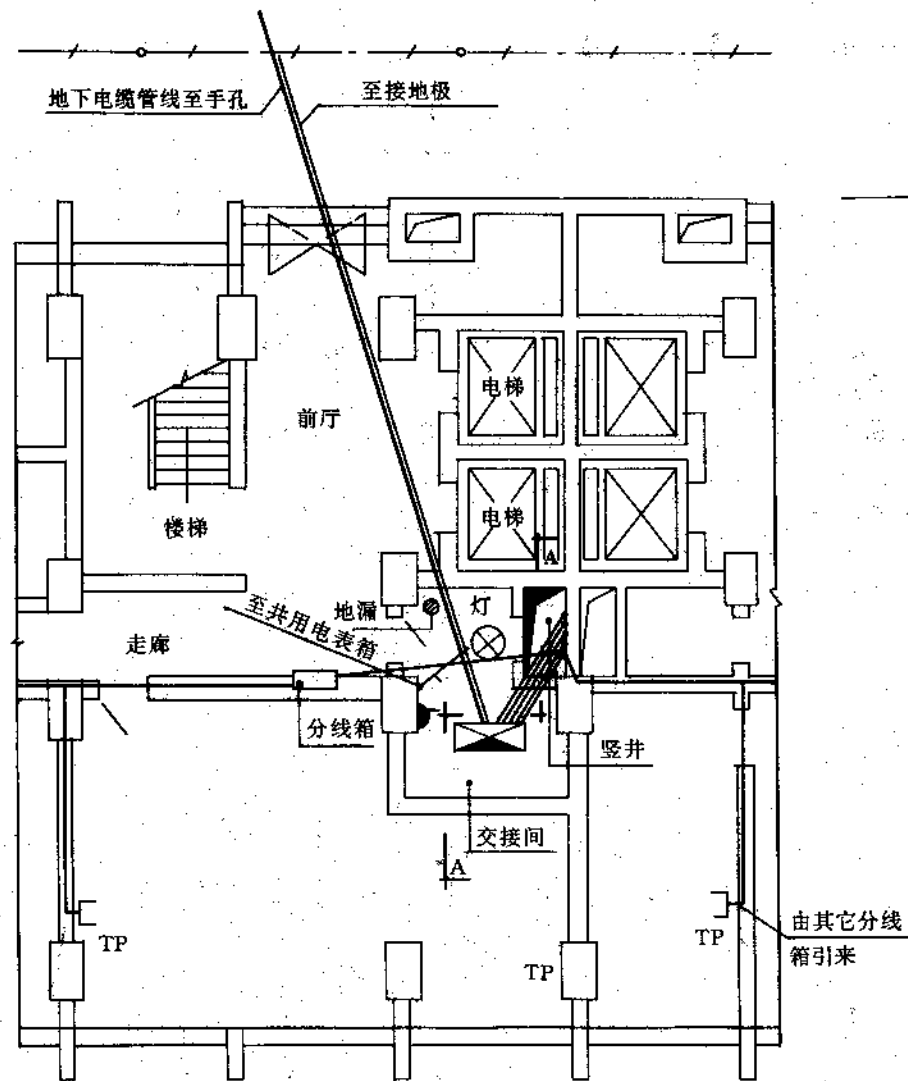 地下电缆管线至手孔
至接地极
电梯
前厅
电梯
楼梯
A
至共用电表箱
地漏
灯
走廊
分线箱
竖井
交接间
A
TP
TP
TP
由其它分线
箱引来